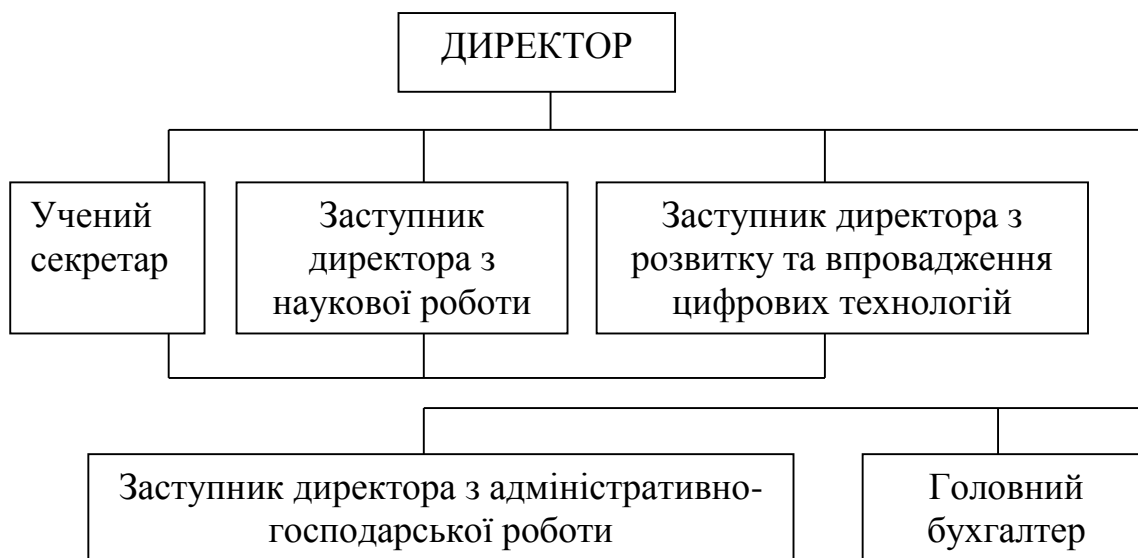 ДИРЕКТОР
Учений
секретар
Заступник
директора з
наукової роботи
Заступник директора з
розвитку та впровадження
цифрових технологій
Заступник директора з адміністративно-
господарської роботи
Головний
бухгалтер